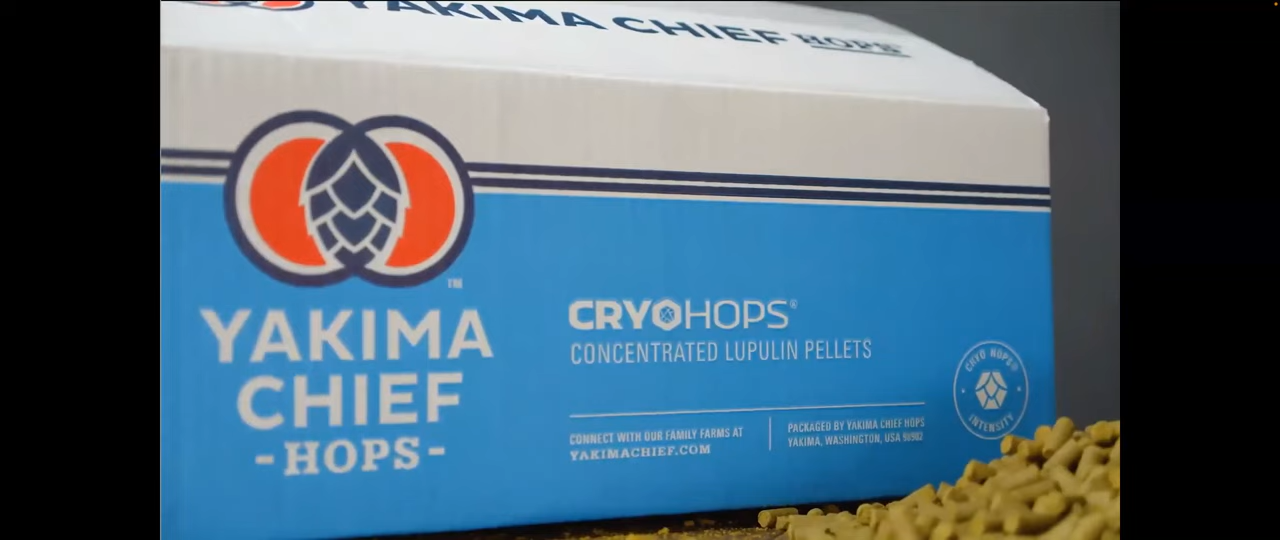 YAKIMA CHIEF HOPS
™
YAKIMA
CHIEF
-HOPS-
CRYOHOPS®
CONCENTRATED LUPULIN PELLETS
CONNECT WITH OUR FAMILY FARMS AT
YAKIMACHIEF.COM
PACKAGED BY YAKIMA CHIEF HOPS
YAKIMA, WASHINGTON, USA 98902
CRYO HOPS®
INTENSITY